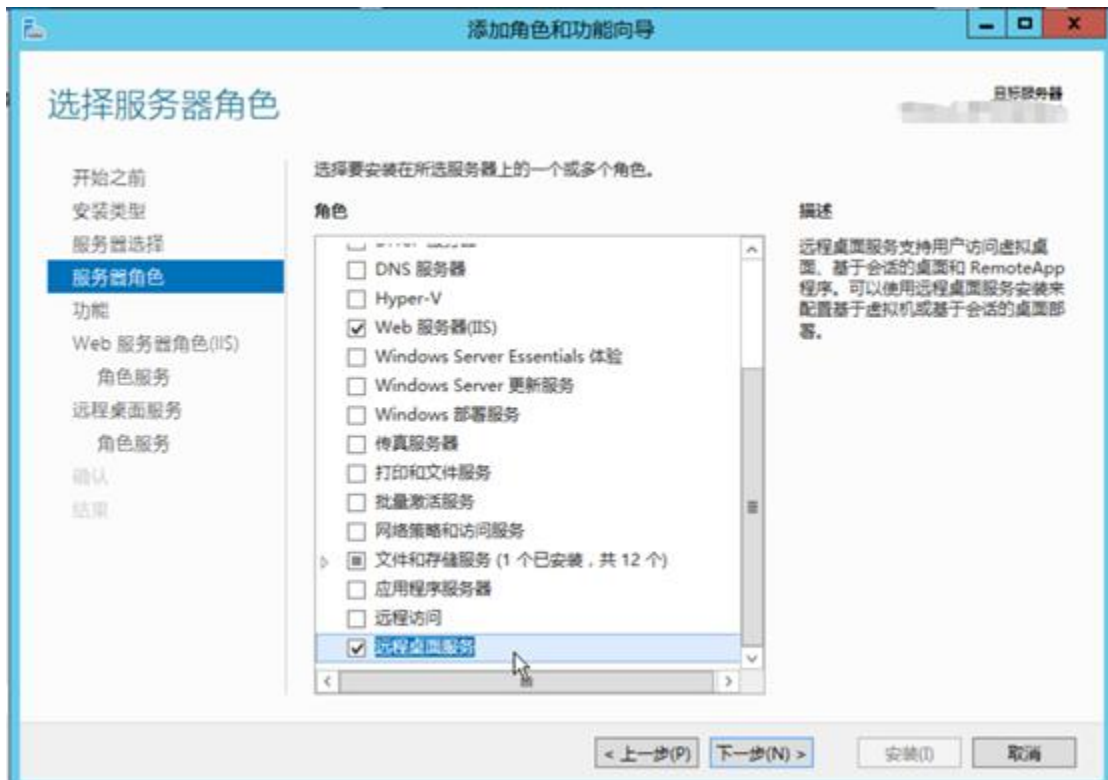 添加角色和功能向导
选择服务器角色
目标服务器
开始之前
安装类型
服务器选择
服务器角色
功能
Web 服务器角色(IIS)
角色服务
远程桌面服务
角色服务
确认
结果
选择要安装在所选服务器上的一个或多个角色。
角色
DNS 服务器
Hyper-V
Web 服务器(IIS)
Windows Server Essentials 体验
Windows Server 更新服务
Windows 部署服务
传真服务器
打印和文件服务
批量激活服务
网络策略和访问服务
文件和存储服务 (1 个已安装，共 12 个)
应用程序服务器
远程访问
远程桌面服务
描述
远程桌面服务支持用户访问虚拟桌
面、基于会话的桌面和 RemoteApp
程序。可以使用远程桌面服务安装来
配置基于虚拟机或基于会话的桌面部
署。
< 上一步(P)
下一步(N) >
安装(I)
取消